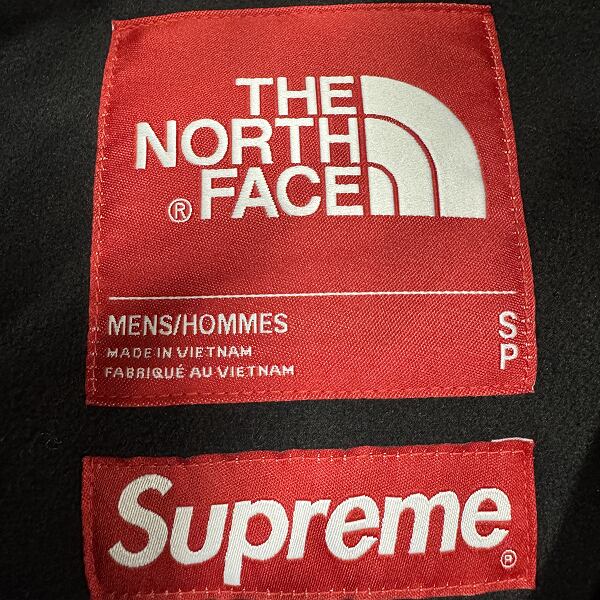 THE
NORTH
® FACE
MENS/HOMMES S
MADE IN VIETNAM P
FABRIQUÉ AU VIETNAM
Supreme®